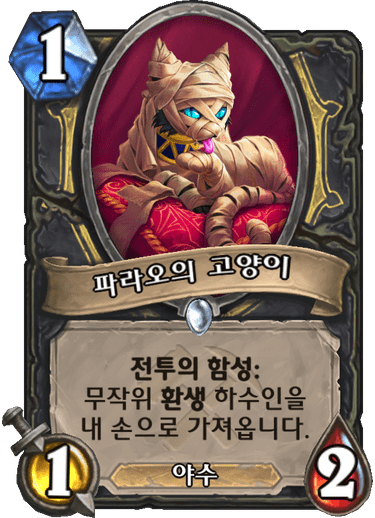 1
파라오의 고양이
전투의 함성:
무작위 환생 하수인을
내 손으로 가져옵니다.
야수
1
2